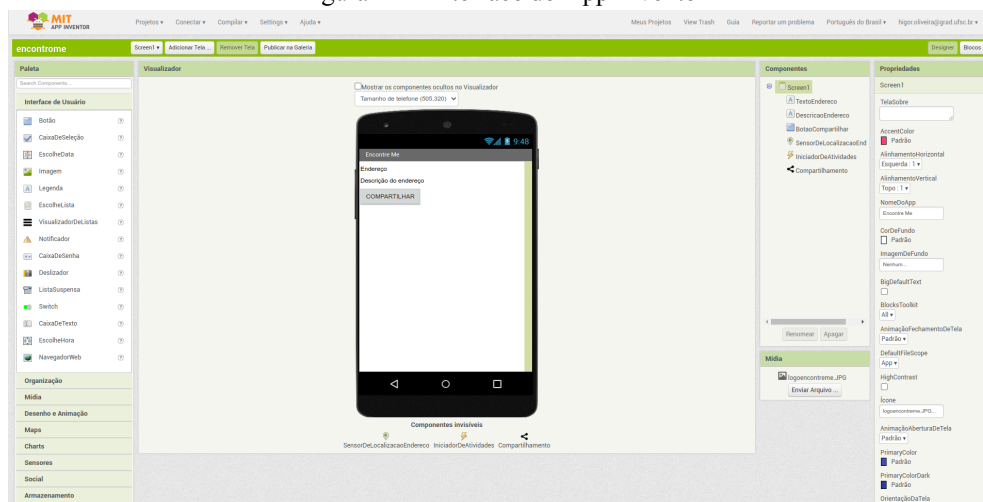 MIT
APP INVENTOR
Projetos ▾ Conectar ▾ Compilar ▾ Settings ▾ Ajuda ▾
Meus Projetos View Trash Guia Reportar um problema Português do Brasil ▾ higor.oliveira@grad.ufsc.br ▾
encontrome
Screen1 ▾ Adicionar Tela ... Remover Tela Publicar na Galeria
Designer Blocos
Paleta
Search Components...
Interface de Usuário
Botão
CaixaDeSeleção
EscolheData
Imagem
Legenda
EscolheLista
VisualizadorDeListas
Notificador
CaixaDeSenha
Deslizador
ListaSuspensa
Switch
CaixaDeTexto
EscolheHora
NavegadorWeb
Organização
Mídia
Desenho e Animação
Maps
Charts
Sensores
Social
Armazenamento
Visualizador
Mostrar os componentes ocultos no Visualizador
Tamanho de telefone (505,320)
9:48
Encontre Me
Endereço
Descrição do endereço
COMPARTILHAR
Componentes invisíveis
SensorDeLocalizacaoEndereco IniciadorDeAtividades Compartilhamento
Componentes
Screen1
TextoEndereco
DescricaoEndereco
BotaoCompartilhar
SensorDeLocalizacaoEnd
IniciadorDeAtividades
Compartilhamento
Renomear Apagar
Mídia
logoencontreme.JPG
Enviar Arquivo ...
Propriedades
Screen1
TelaSobre
AccentColor
Padrão
AlinhamentoHorizontal
Esquerda : 1 ▾
AlinhamentoVertical
Topo : 1 ▾
NomeDoApp
Encontre Me
CorDeFundo
Padrão
ImagemDeFundo
Nenhum...
BigDefaultText
BlocksToolkit
All ▾
AnimaçãoFechamentoDeTela
Padrão ▾
DefaultFileScope
App ▾
HighContrast
Ícone
logoencontreme.JPG...
AnimaçãoAberturaDeTela
Padrão ▾
PrimaryColor
Padrão
PrimaryColorDark
Padrão
OrientaçãoDaTela